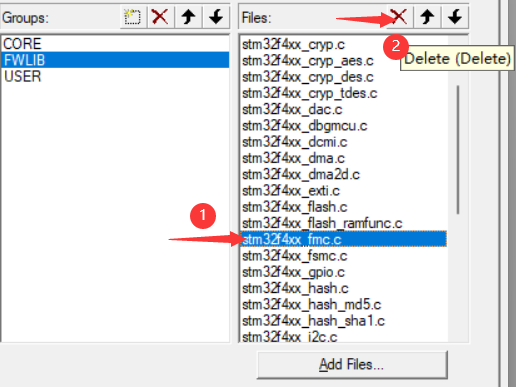 Groups:
Files:
2
Delete (Delete)
CORE
FWLIB
USER
stm32f4xx_cryp.c
stm32f4xx_cryp_aes.c
stm32f4xx_cryp_des.c
stm32f4xx_cryp_tdes.c
stm32f4xx_dac.c
stm32f4xx_dbgmcu.c
stm32f4xx_dcmi.c
stm32f4xx_dma.c
stm32f4xx_dma2d.c
stm32f4xx_exti.c
stm32f4xx_flash.c
stm32f4xx_flash_ramfunc.c
1
stm32f4xx_fmc.c
stm32f4xx_fsmc.c
stm32f4xx_gpio.c
stm32f4xx_hash.c
stm32f4xx_hash_md5.c
stm32f4xx_hash_sha1.c
stm32f4xx_i2c.c
Add Files...